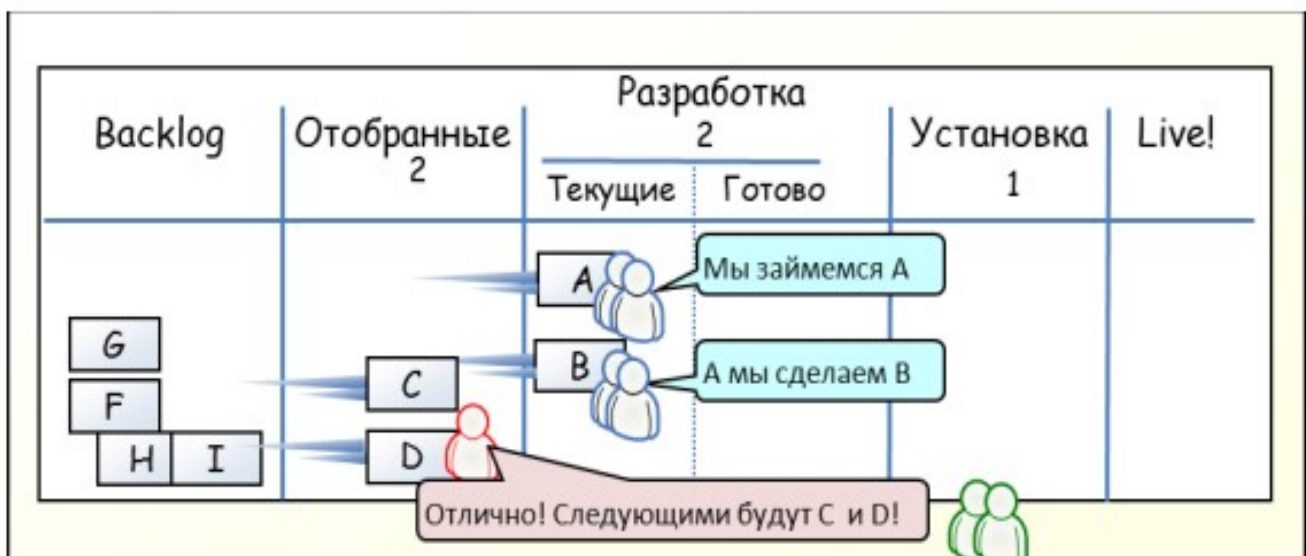 Backlog
Отобранные
2
Разработка
2
Текущие
Готово
Установка
1
Live!
A
Мы займемся A
G
F
H
I
C
B
А мы сделаем B
D
Отлично! Следующими будут C и D!